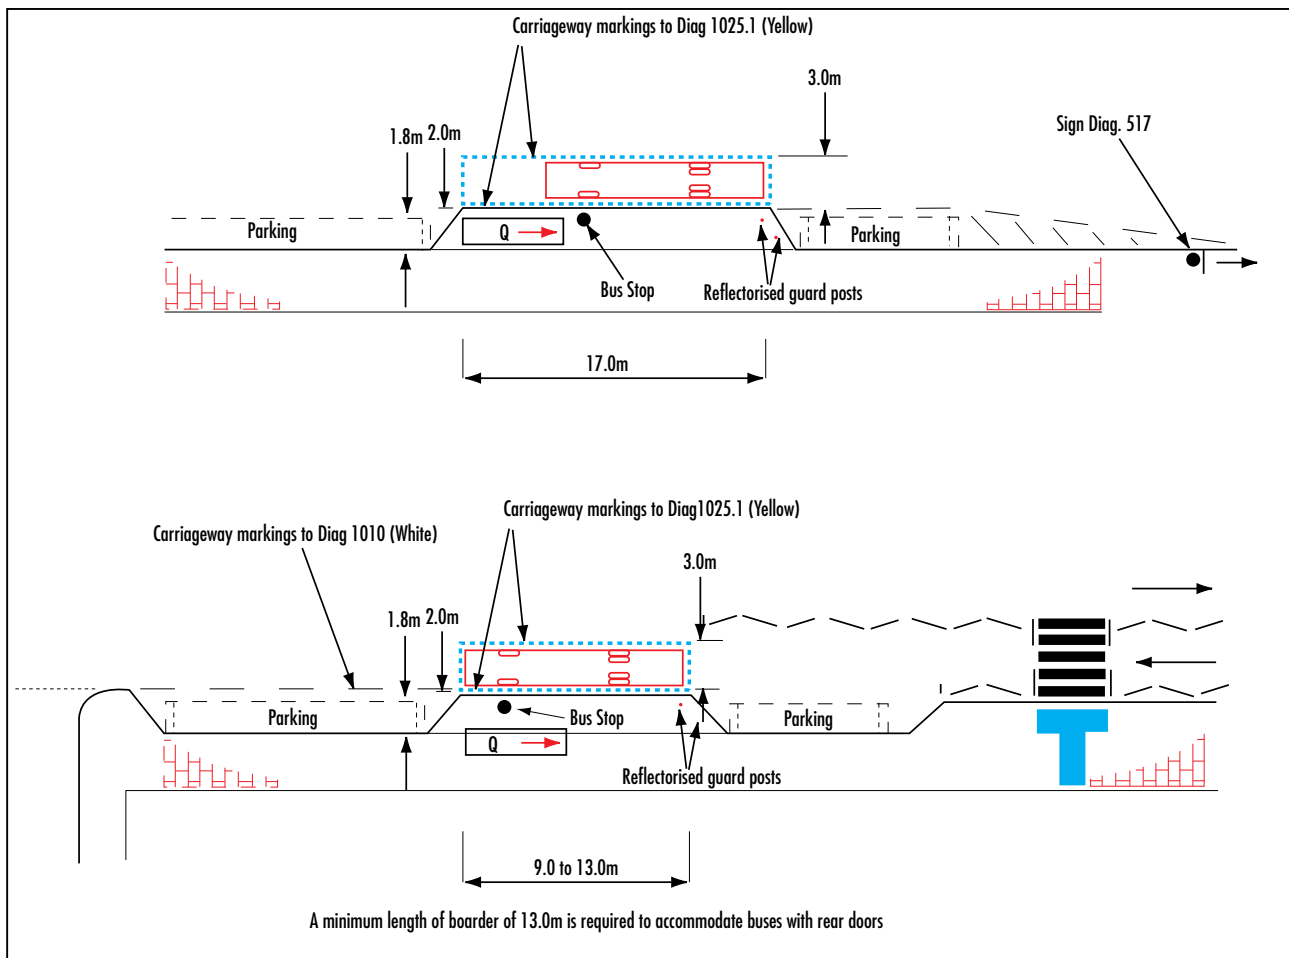 Carriageway markings to Diag 1025.1 (Yellow)
3.0m
Sign Diag. 517
1.8m
2.0m
Parking
Q
Parking
Bus Stop
Reflectorised guard posts
17.0m
Carriageway markings to Diag1025.1 (Yellow)
Carriageway markings to Diag 1010 (White)
3.0m
1.8m
2.0m
Parking
Bus Stop
Parking
Q
Reflectorised guard posts
9.0 to 13.0m
A minimum length of boarder of 13.0m is required to accommodate buses with rear doors